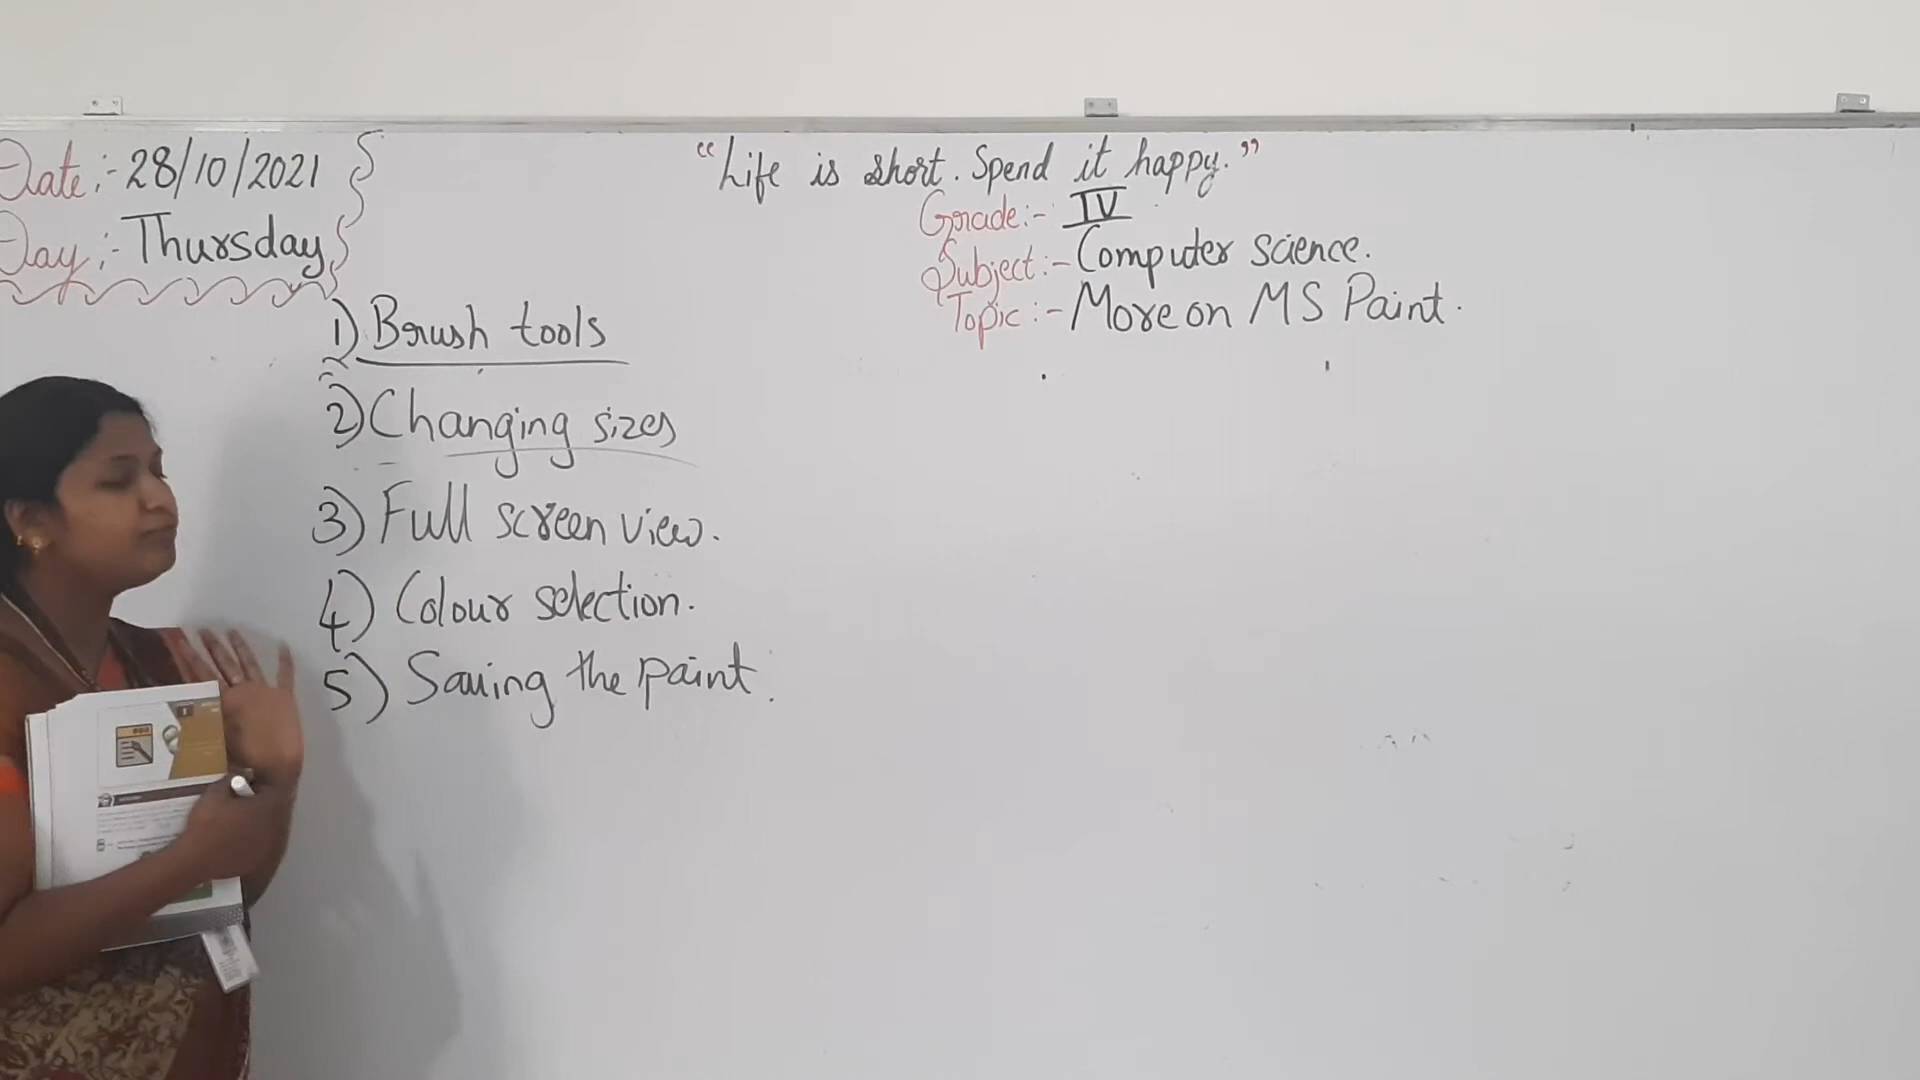 Date:- 28/10/2021
Day:- Thursday
"Life is short. Spend it happy."
Grade:- IV
Subject:- Computer science.
Topic:- More on MS Paint.
1) Brush tools
2) Changing sizes
3) Full screen view.
4) Colour selection.
5) Saving the paint.